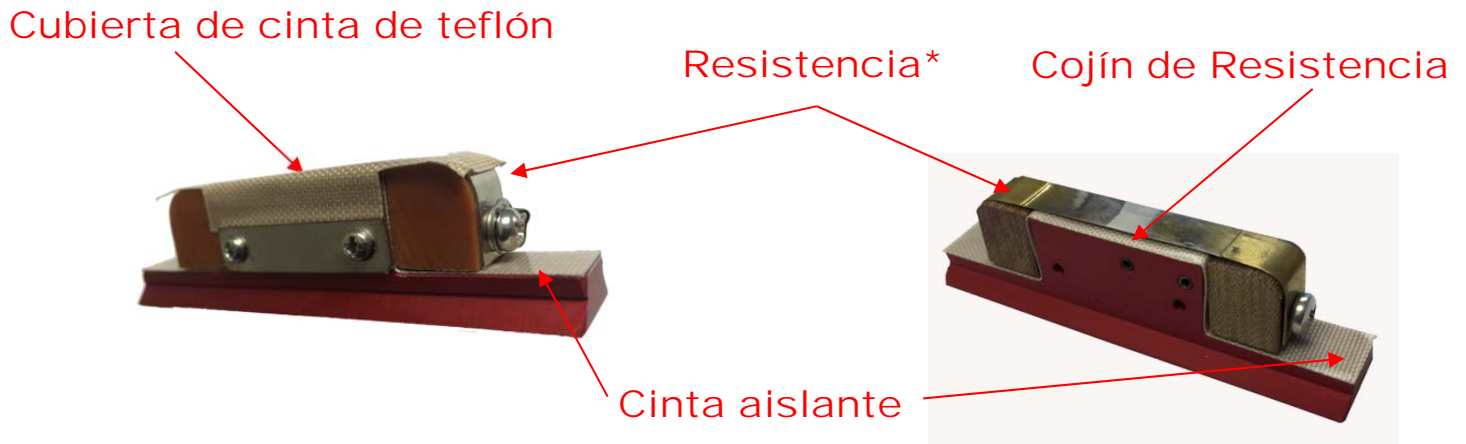 Cubierta de cinta de teflón
Resistencia*
Cojín de Resistencia
Cinta aislante